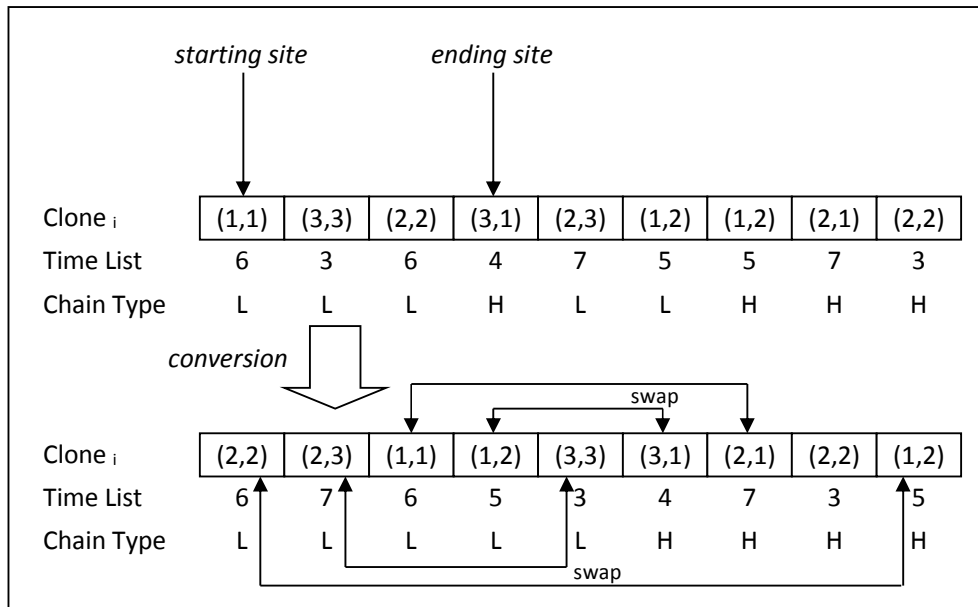 starting site ending site
Clone i (1,1) (3,3) (2,2) (3,1) (2,3) (1,2) (1,2) (2,1) (2,2)
Time List 6 3 6 4 7 5 5 7 3
Chain Type L L L H L L H H H
conversion
swap
Clone i (2,2) (2,3) (1,1) (1,2) (3,3) (3,1) (2,1) (2,2) (1,2)
Time List 6 7 6 5 3 4 7 3 5
Chain Type L L L L L H H H H
swap